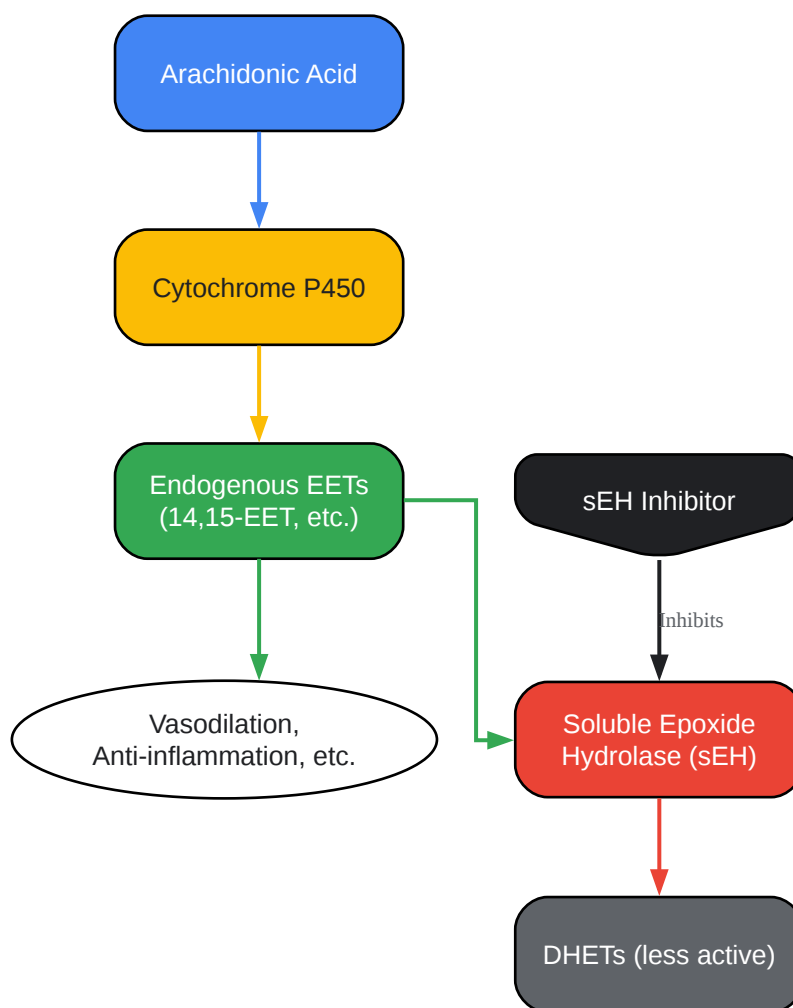 Arachidonic Acid
Cytochrome P450
Endogenous EETs
(14,15-EET, etc.)
sEH Inhibitor
Inhibits
Vasodilation,
Anti-inflammation, etc.
Soluble Epoxide
Hydrolase (sEH)
DHETs (less active)